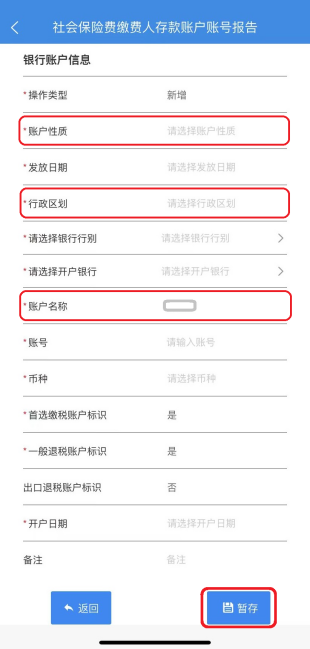 社会保险费缴费人存款账户账号报告
银行账户信息
*操作类型 新增
*账户性质 请选择账户性质
*发放日期 请选择发放日期
*行政区划 请选择行政区划
*请选择银行行别 请选择银行行别
*请选择开户银行 请选择开户银行
*账户名称
*账号 请输入账号
*币种 请选择币种
*首选缴税账户标识 是
*一般退税账户标识 是
出口退税账户标识 否
*开户日期 请选择开户日期
备注 备注
返回 暂存